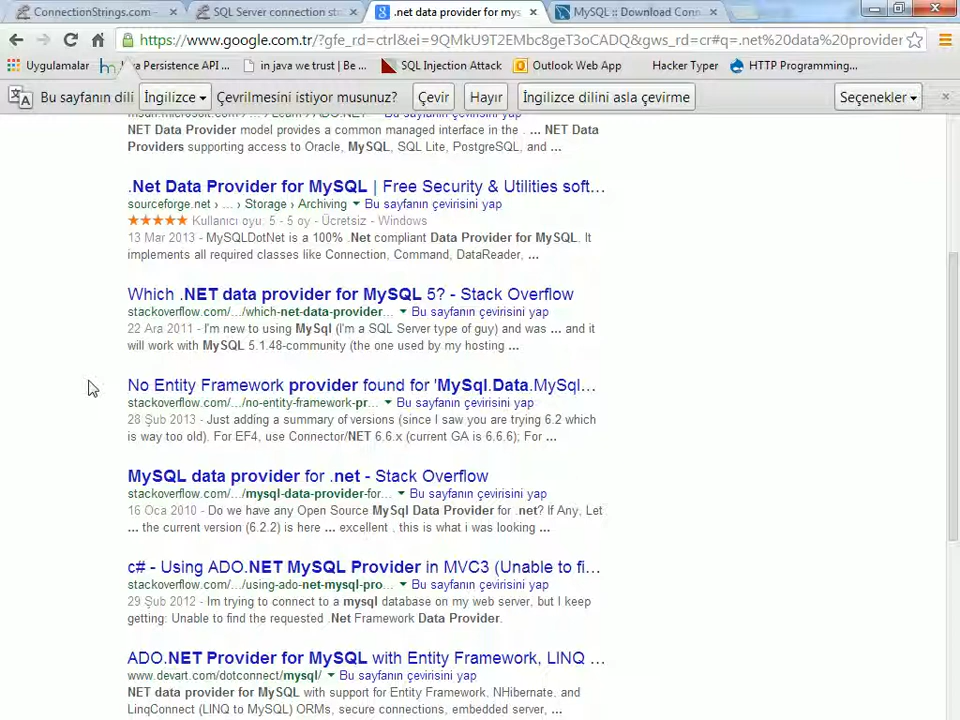 ConnectionStrings.com -
SQL Server connection st
.net data provider for mys
MySQL :: Download Conn
https://www.google.com.tr/?gfe_rd=ctrl&ei=9QMkU9T2EMbc8geT3oCADQ&gws_rd=cr#q=.net%20data%20provider
Uygulamalar
Persistence API ...
in java we trust | Be ...
SQL Injection Attack
Outlook Web App
Hacker Typer
HTTP Programming...
Bu sayfanın dili İngilizce Çevrilmesini istiyor musunuz? Çevir Hayır İngilizce dilini asla çevirme Seçenekler
NET Data Provider model provides a common managed interface in the . ... NET Data
Providers supporting access to Oracle, MySQL, SQL Lite, PostgreSQL, and ...
.Net Data Provider for MySQL | Free Security & Utilities soft...
sourceforge.net › ... › Storage › Archiving Bu sayfanın çevirisini yap
Kullanıcı oyu: 5 - 5 oy - Ücretsiz - Windows
13 Mar 2013 - MySQLDotNet is a 100% .Net compliant Data Provider for MySQL. It
implements all required classes like Connection, Command, DataReader, ...
Which .NET data provider for MySQL 5? - Stack Overflow
stackoverflow.com/.../which-net-data-provider... Bu sayfanın çevirisini yap
22 Ara 2011 - I'm new to using MySql (I'm a SQL Server type of guy) and was ... and it
will work with MySQL 5.1.48-community (the one used by my hosting ...
No Entity Framework provider found for 'MySql.Data.MySql...
stackoverflow.com/.../no-entity-framework-pr... Bu sayfanın çevirisini yap
28 Şub 2013 - Just adding a summary of versions (since I saw you are trying 6.2 which
is way too old). For EF4, use Connector/NET 6.6.x (current GA is 6.6.6); For ...
MySQL data provider for .net - Stack Overflow
stackoverflow.com/.../mysql-data-provider-for... Bu sayfanın çevirisini yap
16 Oca 2010 - Do we have any Open Source MySql Data Provider for .net? If Any, Let
... the current version (6.2.2) is here ... excellent , this is what i was looking ...
c# - Using ADO.NET MySQL Provider in MVC3 (Unable to fi...
stackoverflow.com/.../using-ado-net-mysql-pro... Bu sayfanın çevirisini yap
29 Şub 2012 - Im trying to connect to a mysql database on my web server, but I keep
getting: Unable to find the requested .Net Framework Data Provider.
ADO.NET Provider for MySQL with Entity Framework, LINQ ...
www.devart.com/dotconnect/mysql/ Bu sayfanın çevirisini yap
NET data provider for MySQL with support for Entity Framework, NHibernate, and
LinqConnect (LINQ to MySQL) ORMs, secure connections, embedded server, ...